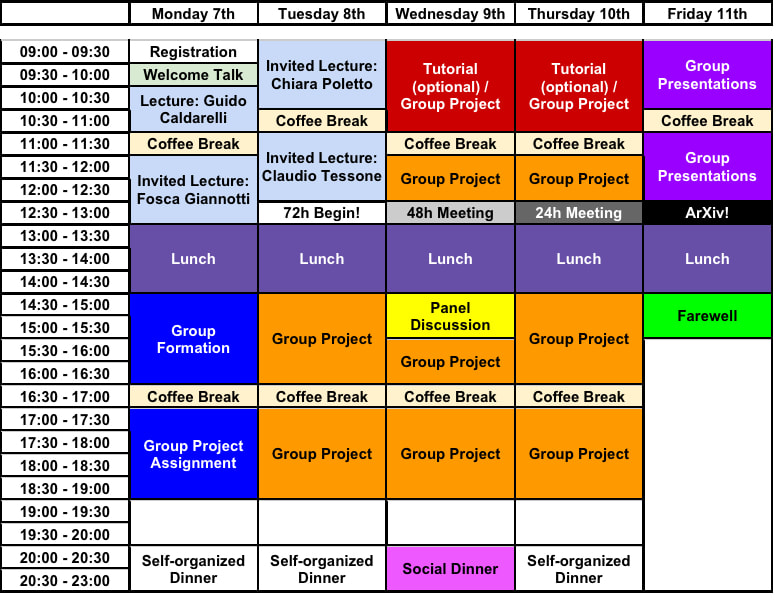 Monday 7th Tuesday 8th Wednesday 9th Thursday 10th Friday 11th
09:00 - 09:30
09:30 - 10:00
10:00 - 10:30
10:30 - 11:00
11:00 - 11:30
11:30 - 12:00
12:00 - 12:30
12:30 - 13:00
13:00 - 13:30
13:30 - 14:00
14:00 - 14:30
14:30 - 15:00
15:00 - 15:30
15:30 - 16:00
16:00 - 16:30
16:30 - 17:00
17:00 - 17:30
17:30 - 18:00
18:00 - 18:30
18:30 - 19:00
19:00 - 19:30
19:30 - 20:00
20:00 - 20:30
20:30 - 23:00
Registration
Welcome Talk
Lecture: Guido
Caldarelli
Coffee Break
Invited Lecture:
Fosca Giannotti
Lunch
Group
Formation
Coffee Break
Group Project
Assignment
Self-organized
Dinner
Invited Lecture:
Chiara Poletto
Coffee Break
Invited Lecture:
Claudio Tessone
72h Begin!
Lunch
Group Project
Coffee Break
Group Project
Self-organized
Dinner
Tutorial
(optional) /
Group Project
Coffee Break
Group Project
48h Meeting
Lunch
Panel
Discussion
Group Project
Coffee Break
Group Project
Social Dinner
Tutorial
(optional) /
Group Project
Coffee Break
Group Project
24h Meeting
Lunch
Group Project
Coffee Break
Group Project
Self-organized
Dinner
Group
Presentations
Coffee Break
Group
Presentations
ArXiv!
Lunch
Farewell